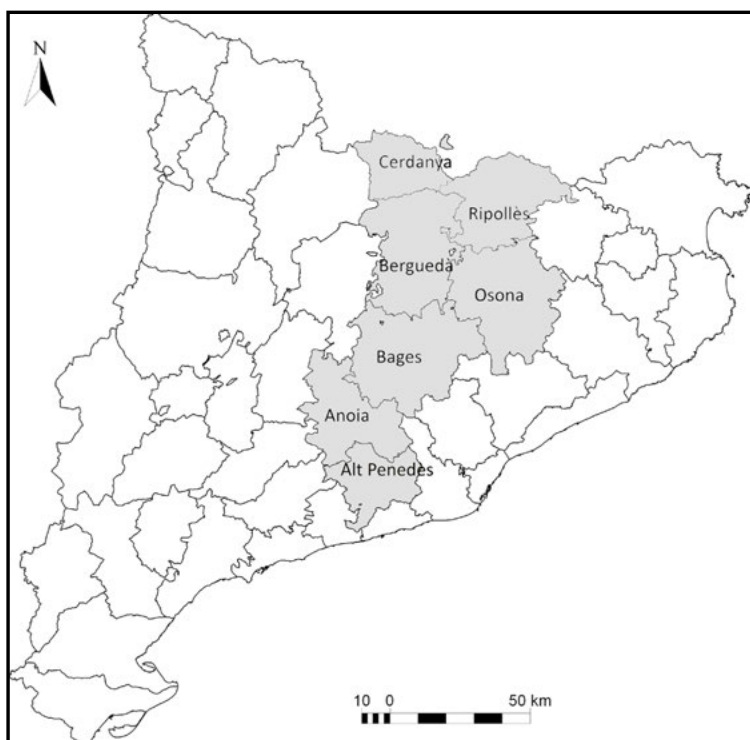 N
Cerdanya
Ripollès
Berguedà
Osona
Bages
Anoia
Alt Penedès
10 0 50 km